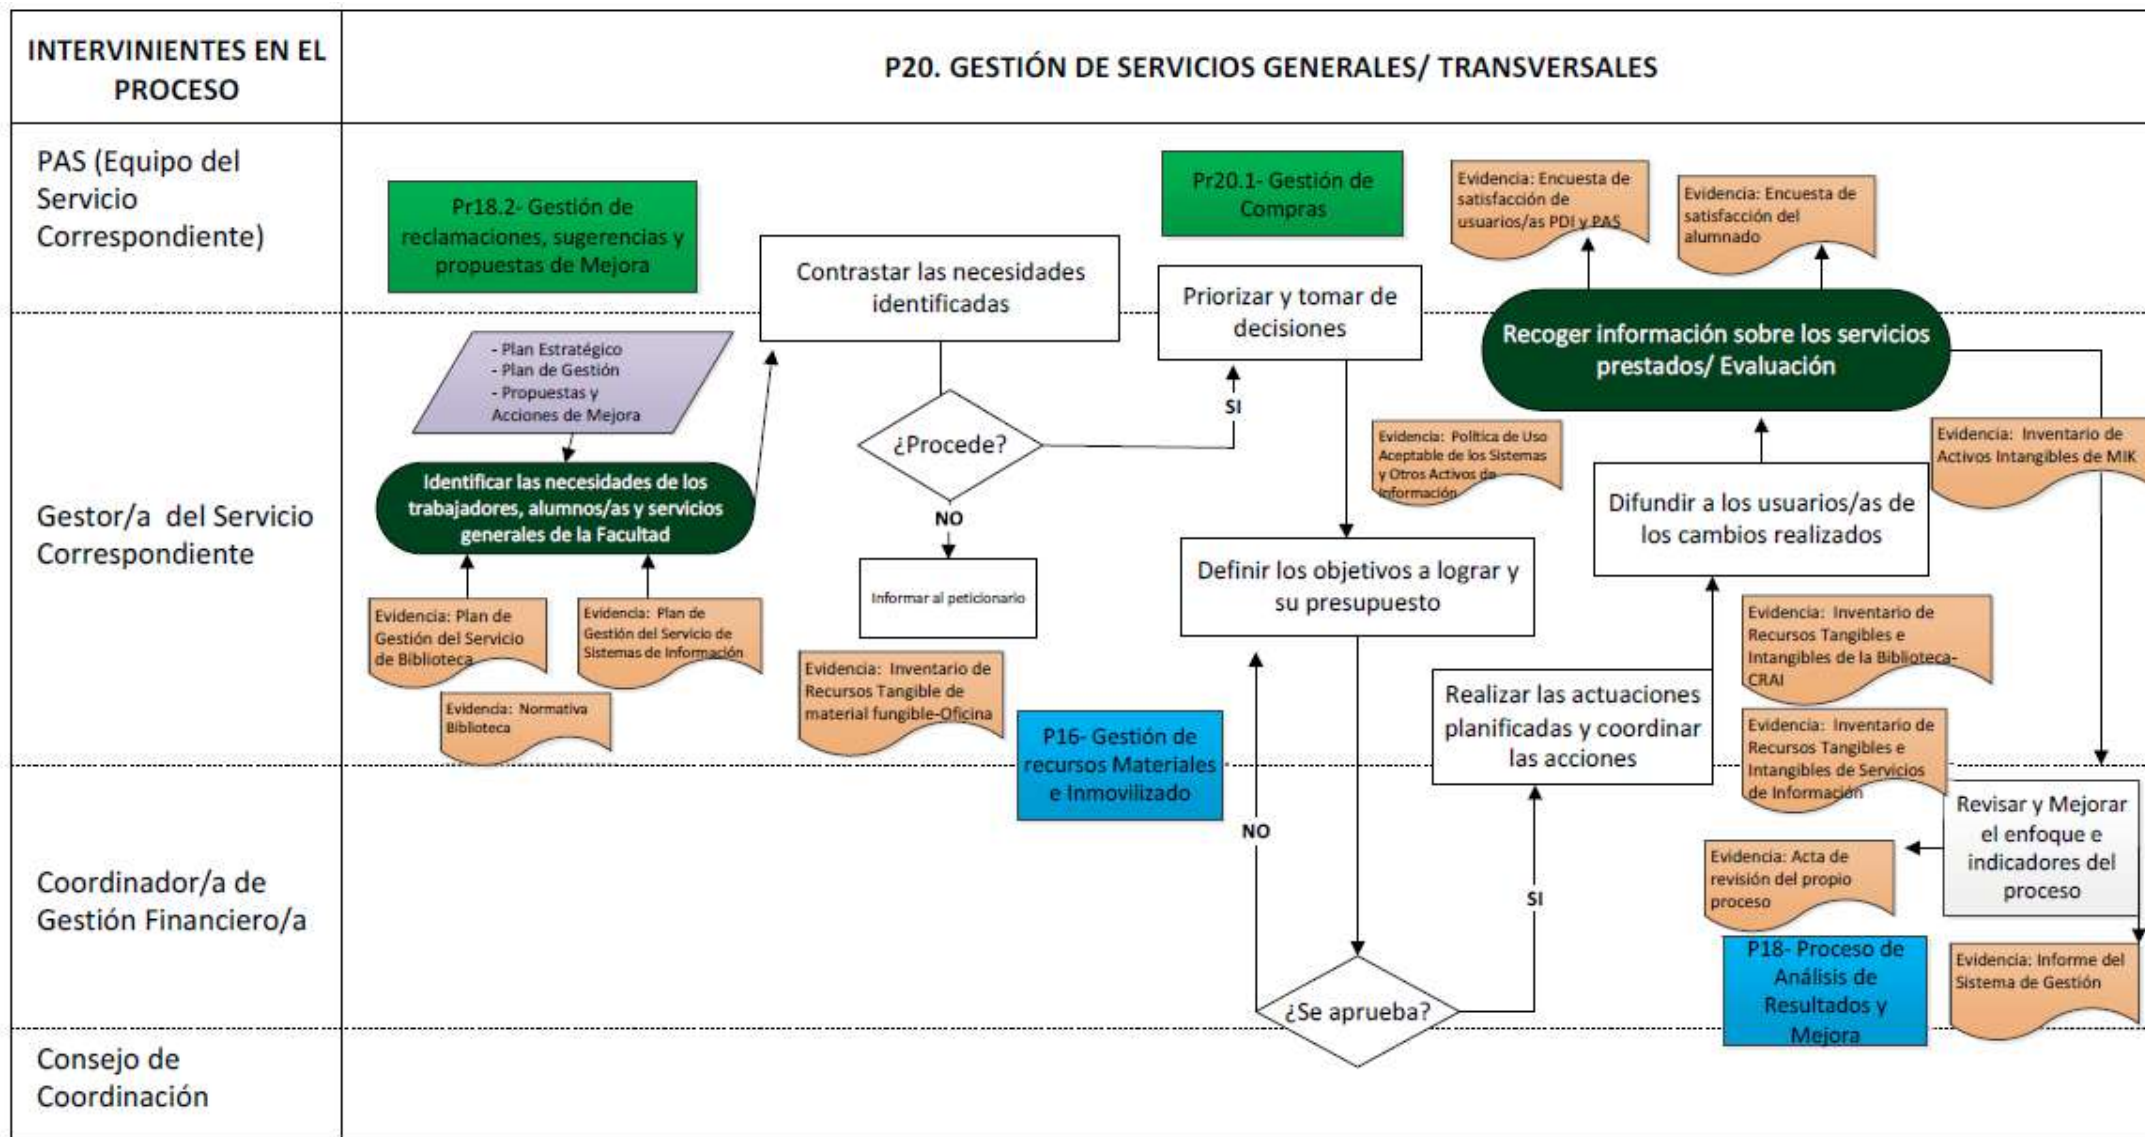 INTERVINIENTES EN EL
PROCESO
P20. GESTIÓN DE SERVICIOS GENERALES/ TRANSVERSALES
PAS (Equipo del
Servicio
Correspondiente)
Pr18.2- Gestión de
reclamaciones, sugerencias y
propuestas de Mejora
Contrastar las necesidades
identificadas
Pr20.1- Gestión de
Compras
Priorizar y tomar de
decisiones
Evidencia: Encuesta de
satisfacción de
usuarios/as PDI y PAS
Evidencia: Encuesta de
satisfacción del
alumnado
Recoger información sobre los servicios
prestados/ Evaluación
Gestor/a del Servicio
Correspondiente
- Plan Estratégico
- Plan de Gestión
- Propuestas y
Acciones de Mejora
Identificar las necesidades de los
trabajadores, alumnos/as y servicios
generales de la Facultad
Evidencia: Plan de
Gestión del Servicio
de Biblioteca
Evidencia: Plan de
Gestión del Servicio de
Sistemas de Información
Evidencia: Normativa
Biblioteca
¿Procede?
SI
NO
Informar al peticionario
Evidencia: Inventario de
Recursos Tangible de
material fungible-Oficina
P16- Gestión de
recursos Materiales
e Inmovilizado
Evidencia: Política de Uso
Aceptable de los Sistemas
y Otros Activos de
Información
Definir los objetivos a lograr y
su presupuesto
Difundir a los usuarios/as de
los cambios realizados
Evidencia: Inventario de
Activos Intangibles de MIK
Realizar las actuaciones
planificadas y coordinar
las acciones
Evidencia: Inventario de
Recursos Tangibles e
Intangibles de la Biblioteca-
CRAI
Evidencia: Inventario de
Recursos Tangibles e
Intangibles de Servicios
de Información
Coordinador/a de
Gestión Financiero/a
NO
SI
¿Se aprueba?
Revisar y Mejorar
el enfoque e
indicadores del
proceso
Evidencia: Acta de
revisión del propio
proceso
P18- Proceso de
Análisis de
Resultados y
Mejora
Evidencia: Informe del
Sistema de Gestión
Consejo de
Coordinación